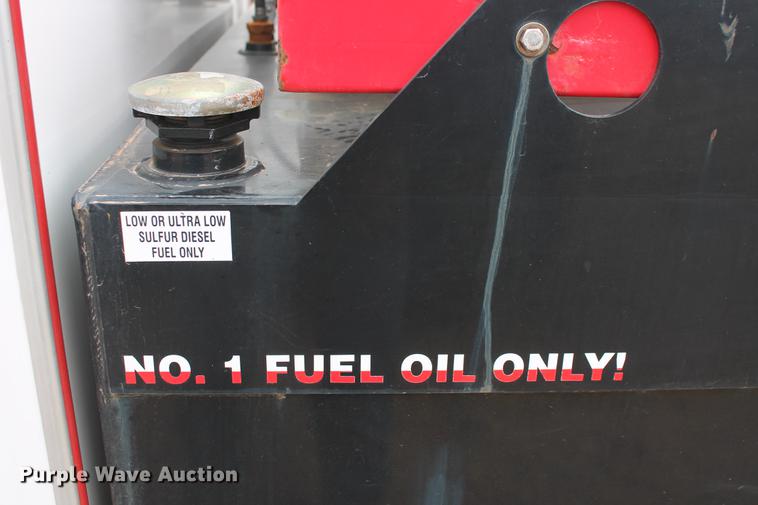 LOW OR ULTRA LOW
SULFUR DIESEL
FUEL ONLY
NO. 1 FUEL OIL ONLY!
Purple Wave Auction